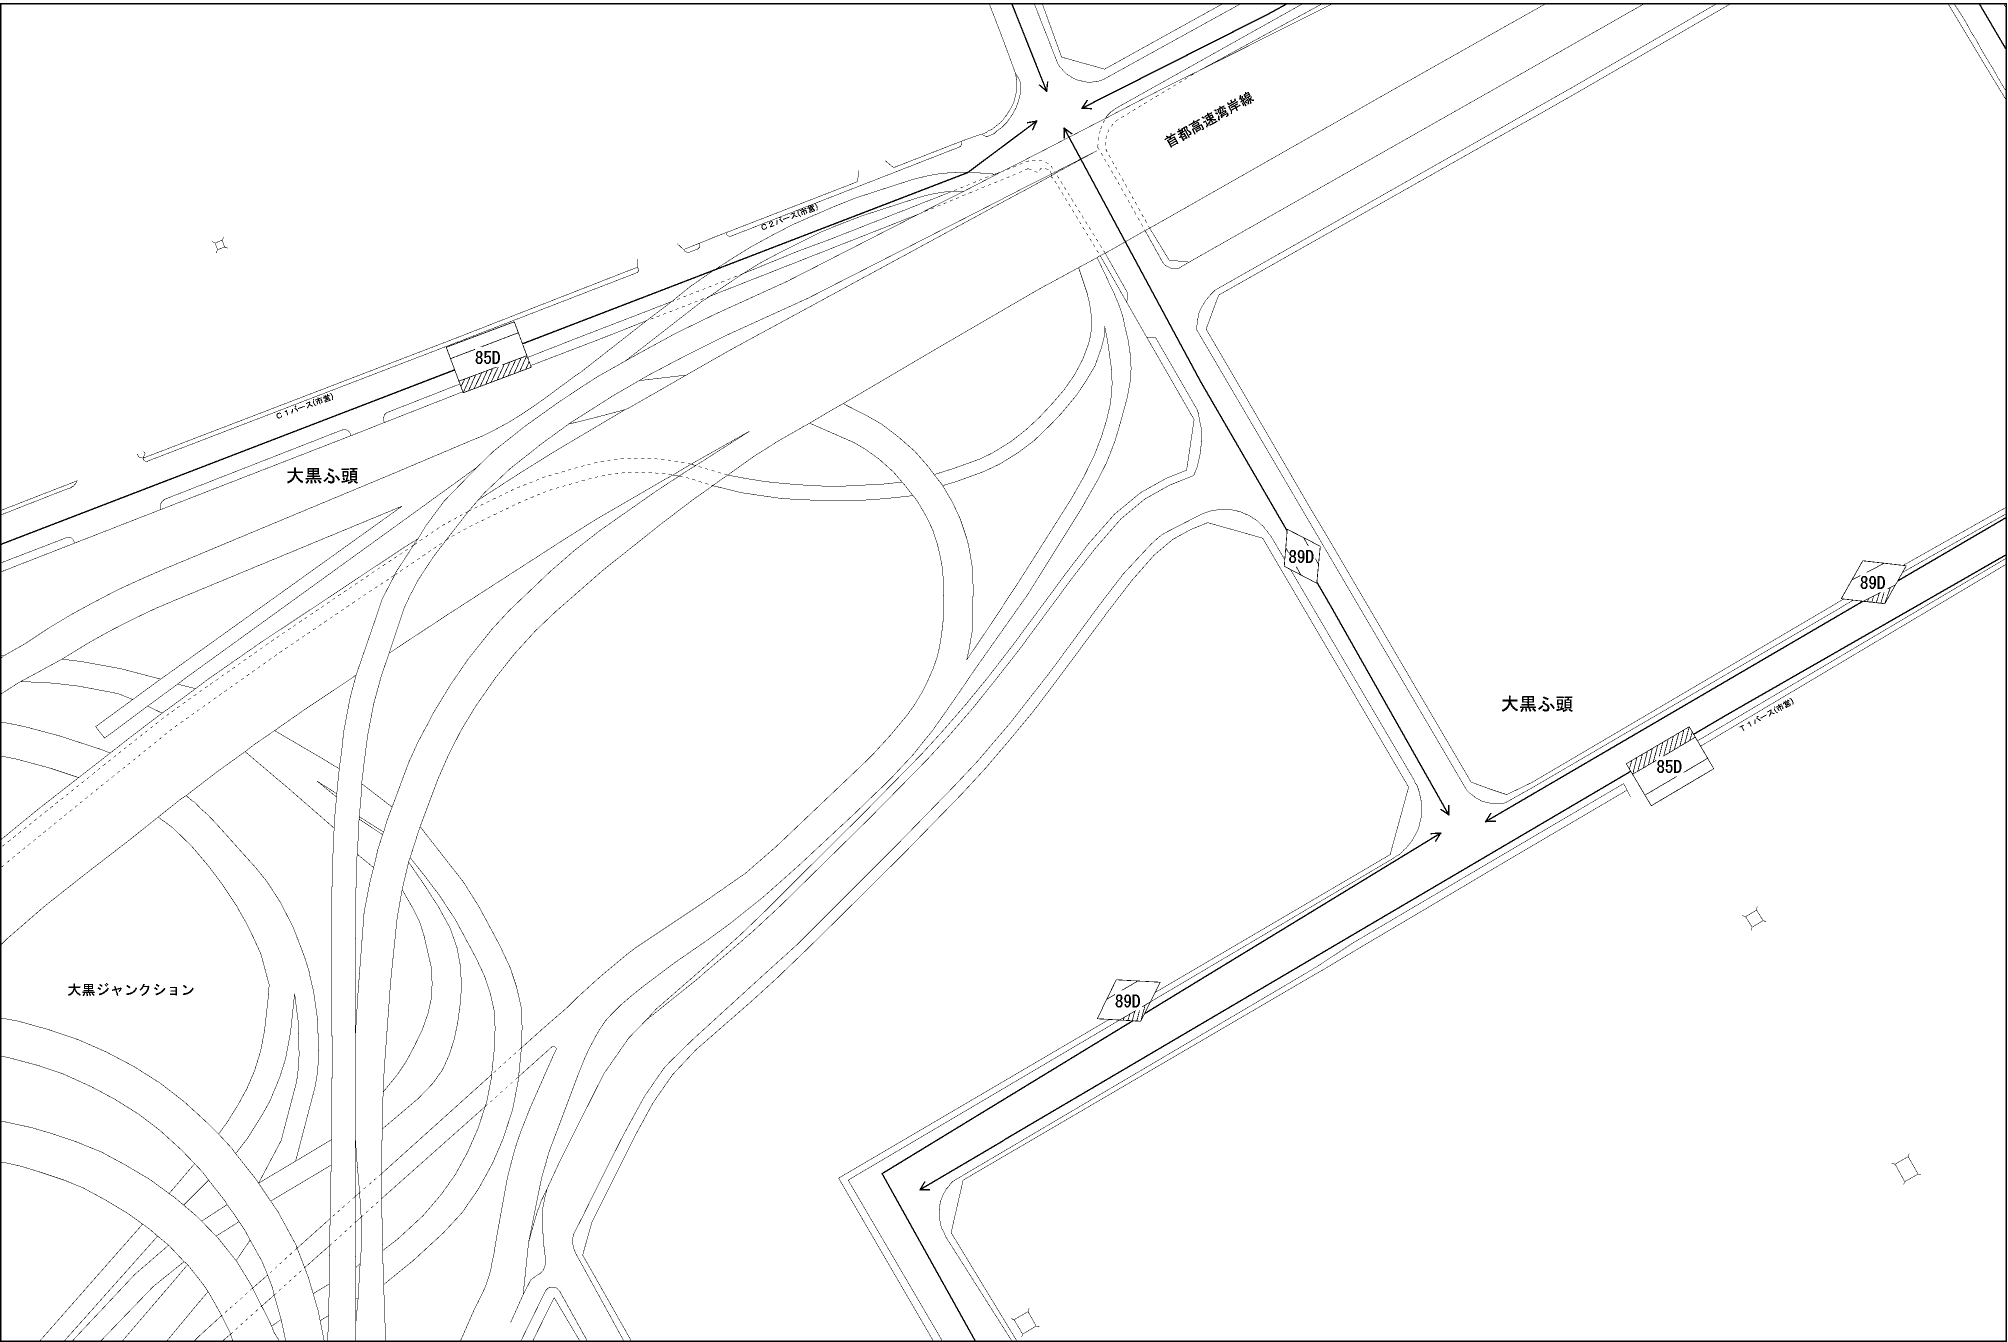 首都高速湾岸線
C2バース(市営)
85D
C1バース(市営)
大黒ふ頭
89D
89D
大黒ふ頭
T1バース(市営)
85D
大黒ジャンクション
89D